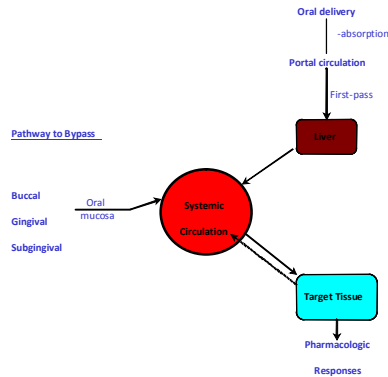 Oral delivery
-absorption
Portal circulation
First-pass
Liver
Pathway to Bypass
Buccal
Gingival
Subgingival
Oral
mucosa
Systemic
Circulation
Target Tissue
Pharmacologic
Responses